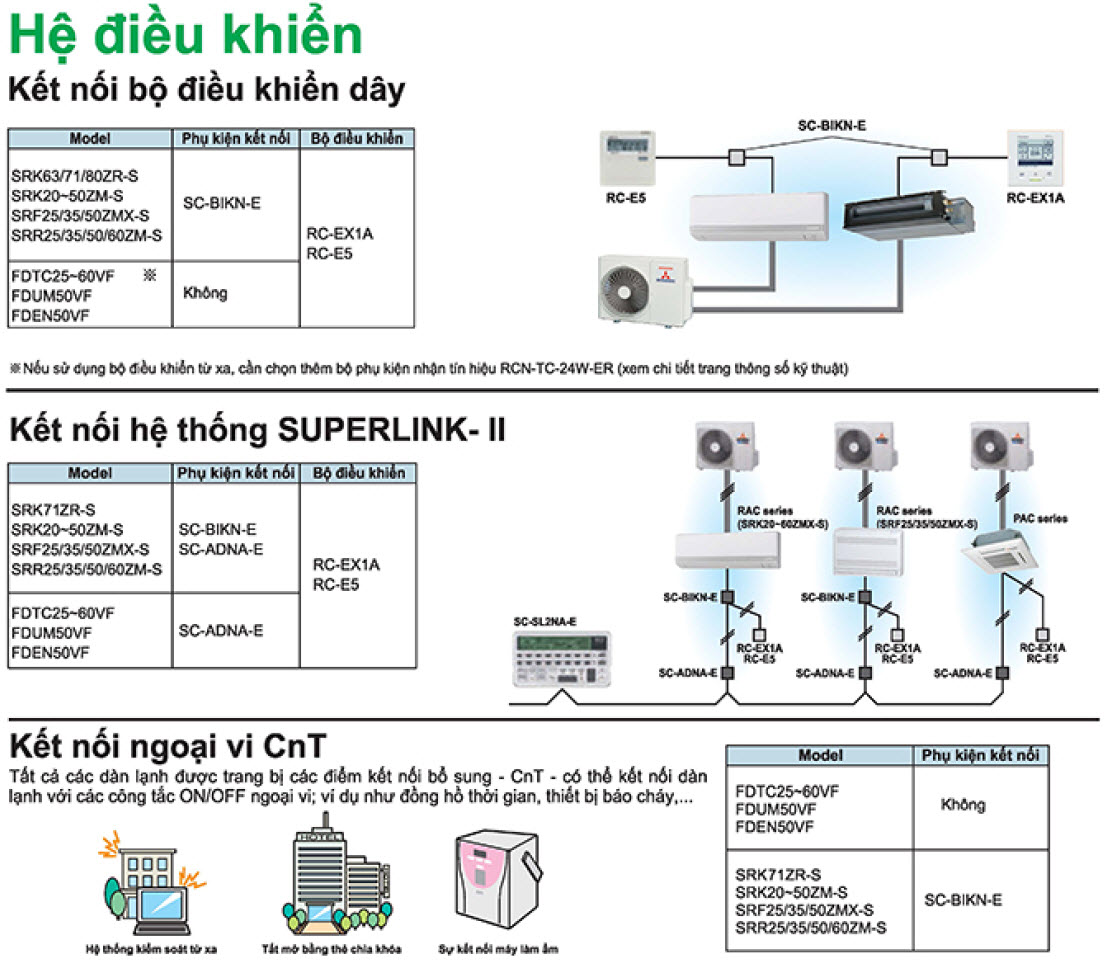 Hệ điều khiển
Kết nối bộ điều khiển dây
Model Phụ kiện kết nối Bộ điều khiển
SRK63/71/80ZR-S
SRK20~50ZM-S
SRF25/35/50ZMX-S
SRR25/35/50/60ZM-S
SC-BIKN-E
FDTC25~60VF ※
FDUM50VF
FDEN50VF
Không
RC-EX1A
RC-E5
SC-BIKN-E
RC-E5
RC-EX1A
※Nếu sử dụng bộ điều khiển từ xa, cần chọn thêm bộ phụ kiện nhận tín hiệu RCN-TC-24W-ER (xem chi tiết trang thông số kỹ thuật)
Kết nối hệ thống SUPERLINK- II
Model Phụ kiện kết nối Bộ điều khiển
SRK71ZR-S
SRK20~50ZM-S
SRF25/35/50ZMX-S
SRR25/35/50/60ZM-S
SC-BIKN-E
SC-ADNA-E
FDTC25~60VF
FDUM50VF
FDEN50VF
SC-ADNA-E
RC-EX1A
RC-E5
RAC series
(SRK20~60ZMX-S)
RAC series
(SRF25/35/50ZMX-S)
PAC series
SC-BIKN-E
SC-BIKN-E
SC-SL2NA-E
RC-EX1A
RC-E5
RC-EX1A
RC-E5
RC-EX1A
RC-E5
SC-ADNA-E
SC-ADNA-E
SC-ADNA-E
Kết nối ngoại vi CnT
Tất cả các dàn lạnh được trang bị các điểm kết nối bổ sung - CnT - có thể kết nối dàn
lạnh với các công tắc ON/OFF ngoại vi; ví dụ như đồng hồ thời gian, thiết bị báo cháy,...
HOTEL
Hệ thống kiểm soát từ xa
Tắt mở bằng thẻ chìa khóa
Sự kết nối máy làm ấm
Model Phụ kiện kết nối
FDTC25~60VF
FDUM50VF
FDEN50VF
Không
SRK71ZR-S
SRK20~50ZM-S
SRF25/35/50ZMX-S
SRR25/35/50/60ZM-S
SC-BIKN-E